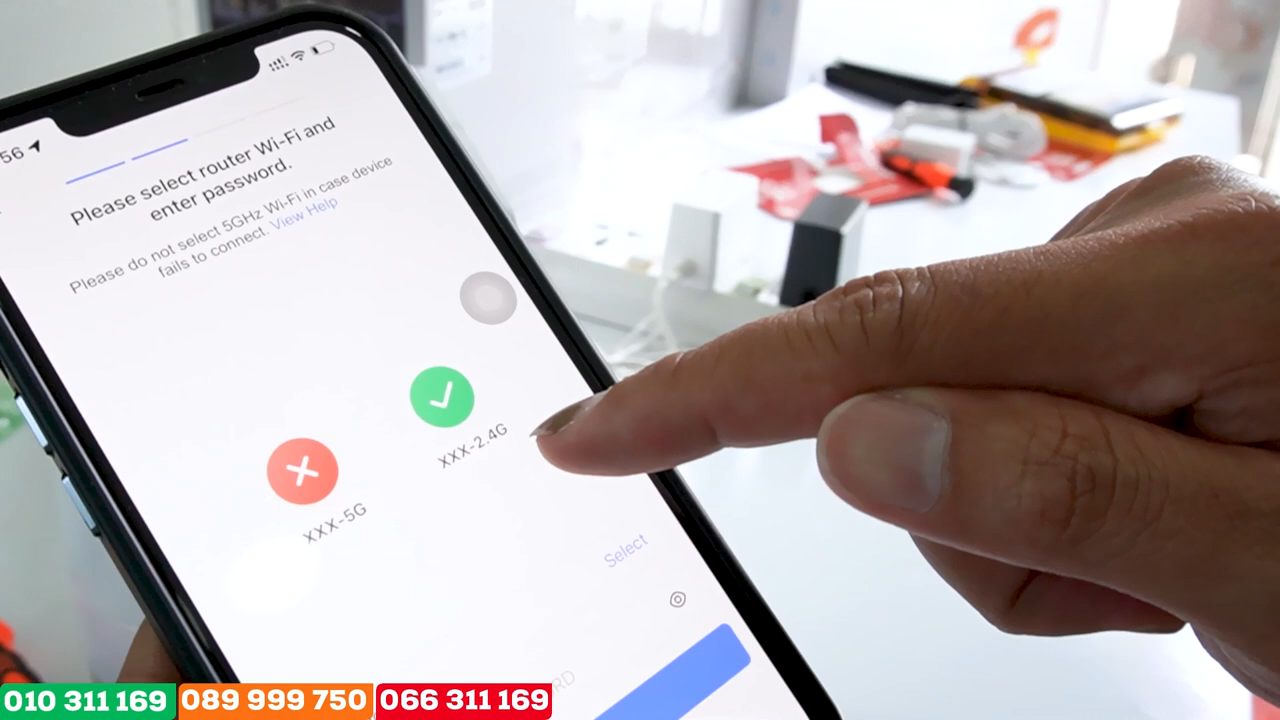 56
Please select router Wi-Fi and
enter password.
Please do not select 5GHz Wi-Fi in case device
fails to connect. View Help
XXX-2.4G
XXX-5G
Select
RD
010 311 169 089 999 750 066 311 169